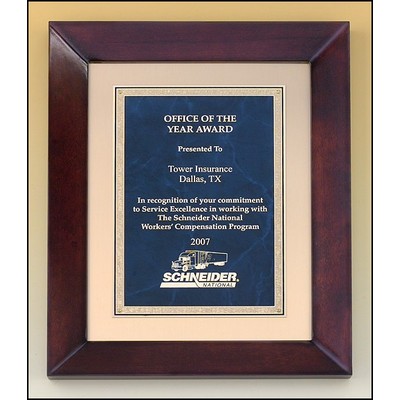 OFFICE OF THE
YEAR AWARD
Presented To
Tower Insurance
Dallas, TX
In recognition of your commitment
to Service Excellence in working with
The Schneider National
Workers' Compensation Program
2007
SCHNEIDER
NATIONAL